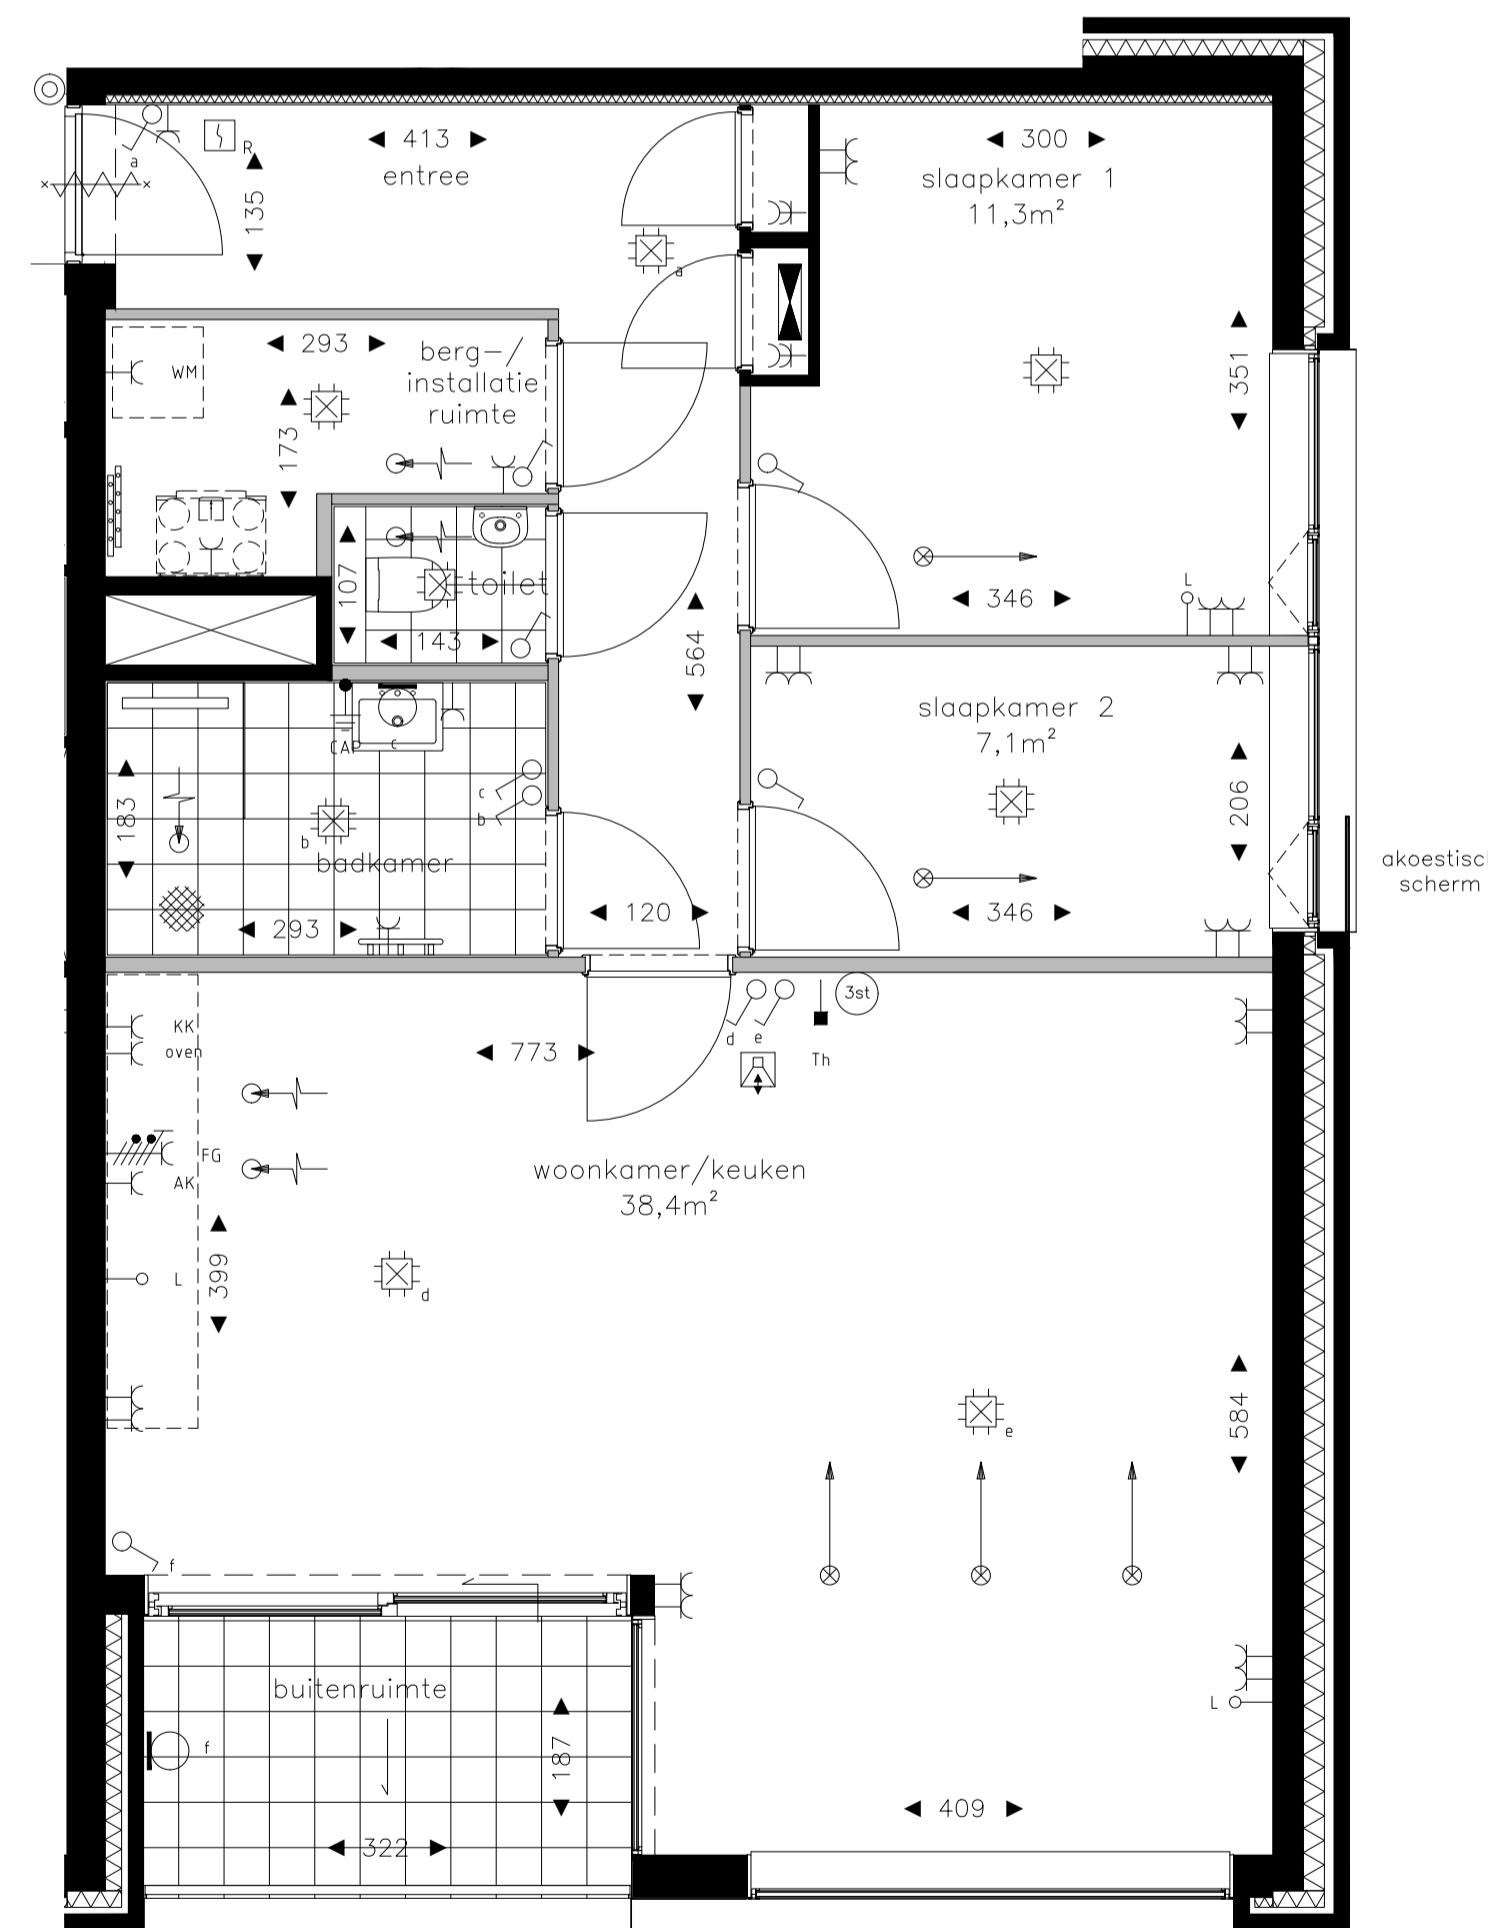 413
entree
300
slaapkamer 1
11,3m²
R
a
135
a
293
berg-/
installatie
ruimte
WM
173
351
107
toilet
143
346
L
564
slaapkamer 2
7,1m²
206
CAP
c
c
b
183
b
badkamer
293
120
346
akoestisch
scherm
KK
oven
773
d
e
3st
Th
FG
AK
woonkamer/keuken
38,4m²
399
L
d
584
e
f
buitenruimte
f
187
322
L
409